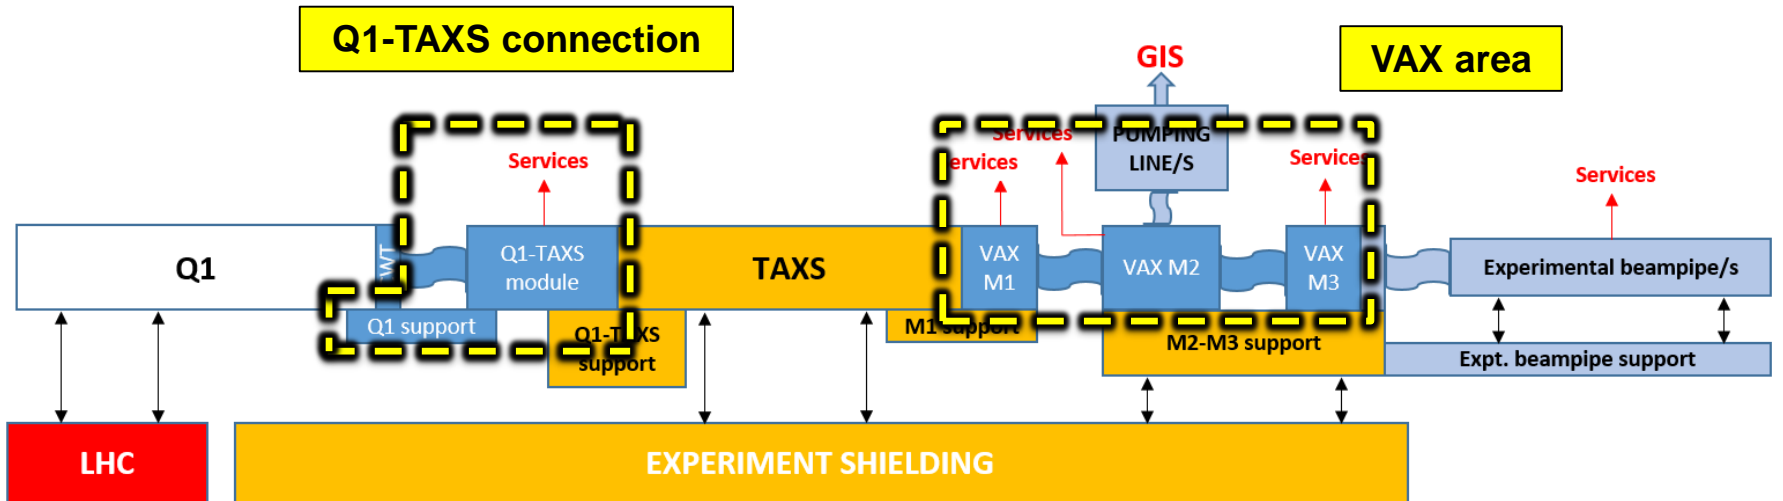 Q1-TAXS connection
VAX area
GIS
PUMPING
LINE/S
Services
Services
Services
Services
Services
Q1
Q1-TAXS
module
TAXS
VAX
M1
VAX M2
VAX
M3
Experimental beampipe/s
Q1 support
Q1-TAXS
support
M1 support
M2-M3 support
Expt. beampipe support
LHC
EXPERIMENT SHIELDING